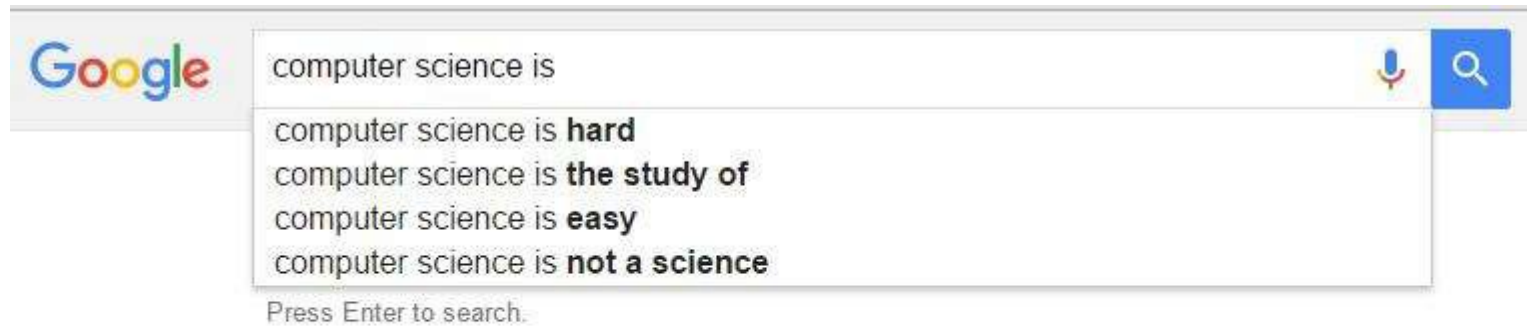 Google computer science is
computer science is hard
computer science is the study of
computer science is easy
computer science is not a science
Press Enter to search.